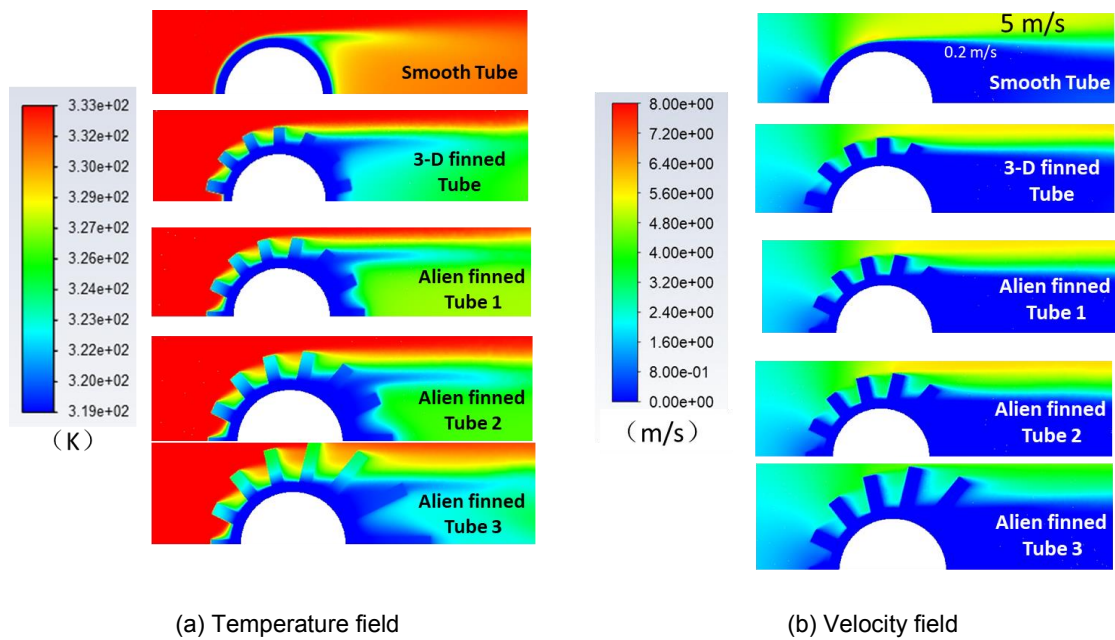 Smooth Tube
3.33e+02
3.32e+02
3.30e+02
3.29e+02
3.27e+02
3.26e+02
3.25e+02
3.23e+02
3.22e+02
3.20e+02
3.19e+02
（K）
3-D finned
Tube
Alien finned
Tube 1
Alien finned
Tube 2
Alien finned
Tube 3
(a) Temperature field
5 m/s
0.2 m/s
Smooth Tube
8.00e+00
7.20e+00
6.40e+00
5.60e+00
4.80e+00
4.00e+00
3.20e+00
2.40e+00
1.60e+00
8.00e-01
0.00e+00
（m/s）
3-D finned
Tube
Alien finned
Tube 1
Alien finned
Tube 2
Alien finned
Tube 3
(b) Velocity field